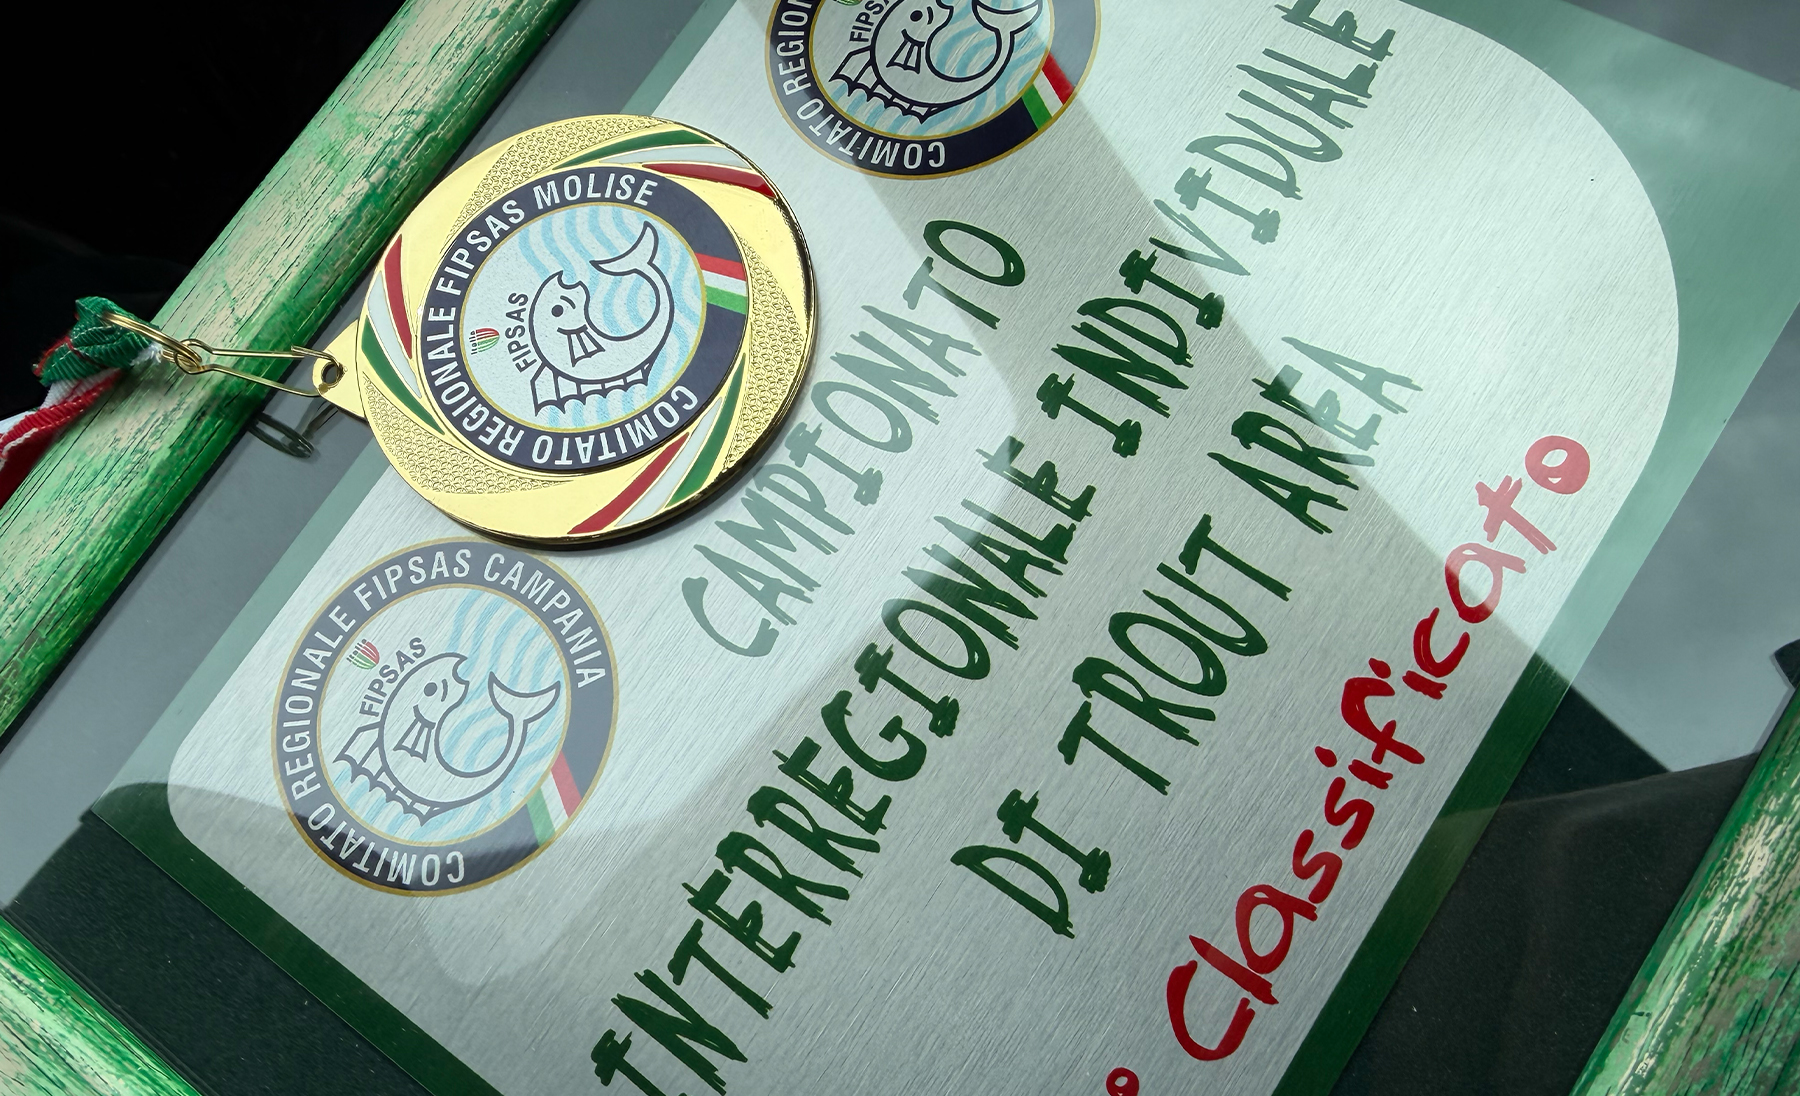 COMITATO REGIONALE FIPSAS MOLISE
Italia
FIPSAS
COMITATO REGION
FIPSAS
COMITATO REGIONALE FIPSAS CAMPANIA
Italia
FIPSAS
CAMPIONATO
INTERREGIONALE INDIVIDUALE
DI TROUT AREA
° Classificato